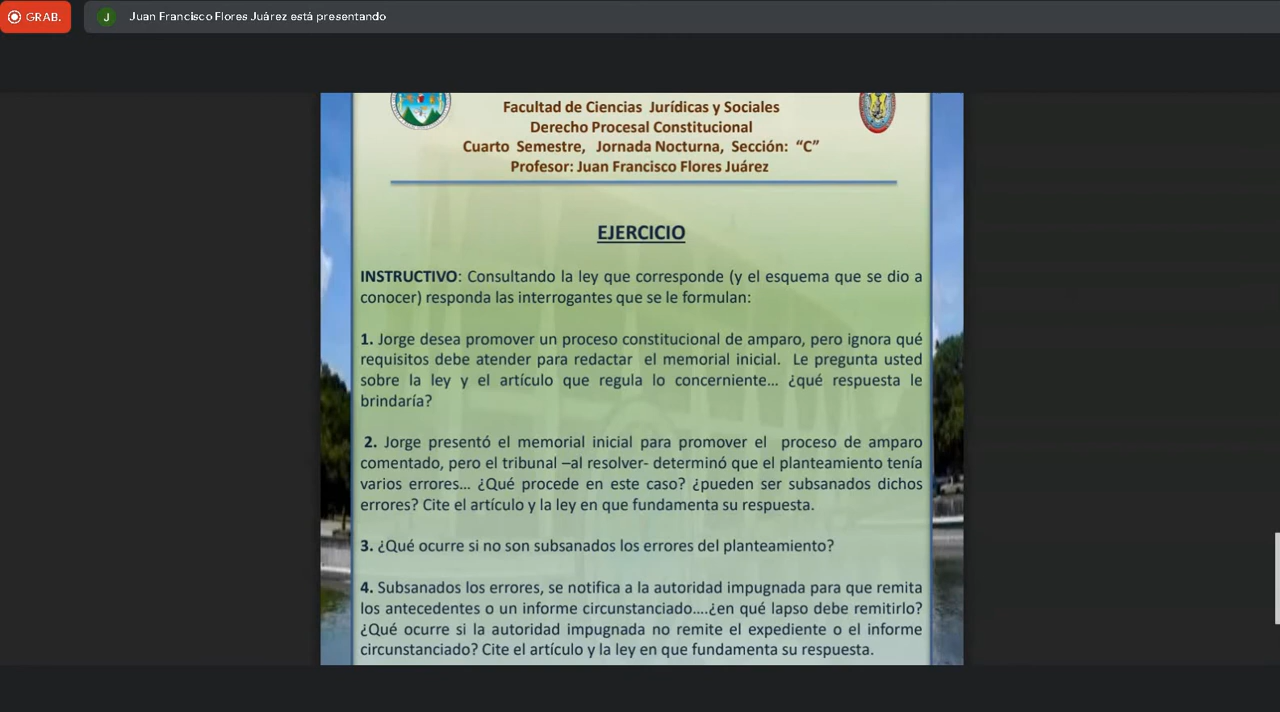 GRAB.
J
Juan Francisco Flores Juárez está presentando
Facultad de Ciencias Jurídicas y Sociales
Derecho Procesal Constitucional
Cuarto Semestre, Jornada Nocturna, Sección: “C”
Profesor: Juan Francisco Flores Juárez
EJERCICIO
INSTRUCTIVO: Consultando la ley que corresponde (y el esquema que se dio a
conocer) responda las interrogantes que se le formulan:
1. Jorge desea promover un proceso constitucional de amparo, pero ignora qué
requisitos debe atender para redactar el memorial inicial. Le pregunta usted
sobre la ley y el artículo que regula lo concerniente... ¿qué respuesta le
brindaría?
2. Jorge presentó el memorial inicial para promover el proceso de amparo
comentado, pero el tribunal –al resolver- determinó que el planteamiento tenía
varios errores... ¿Qué procede en este caso? ¿pueden ser subsanados dichos
errores? Cite el artículo y la ley en que fundamenta su respuesta.
3. ¿Qué ocurre si no son subsanados los errores del planteamiento?
4. Subsanados los errores, se notifica a la autoridad impugnada para que remita
los antecedentes o un informe circunstanciado....¿en qué lapso debe remitirlo?
¿Qué ocurre si la autoridad impugnada no remite el expediente o el informe
circunstanciado? Cite el artículo y la ley en que fundamenta su respuesta.